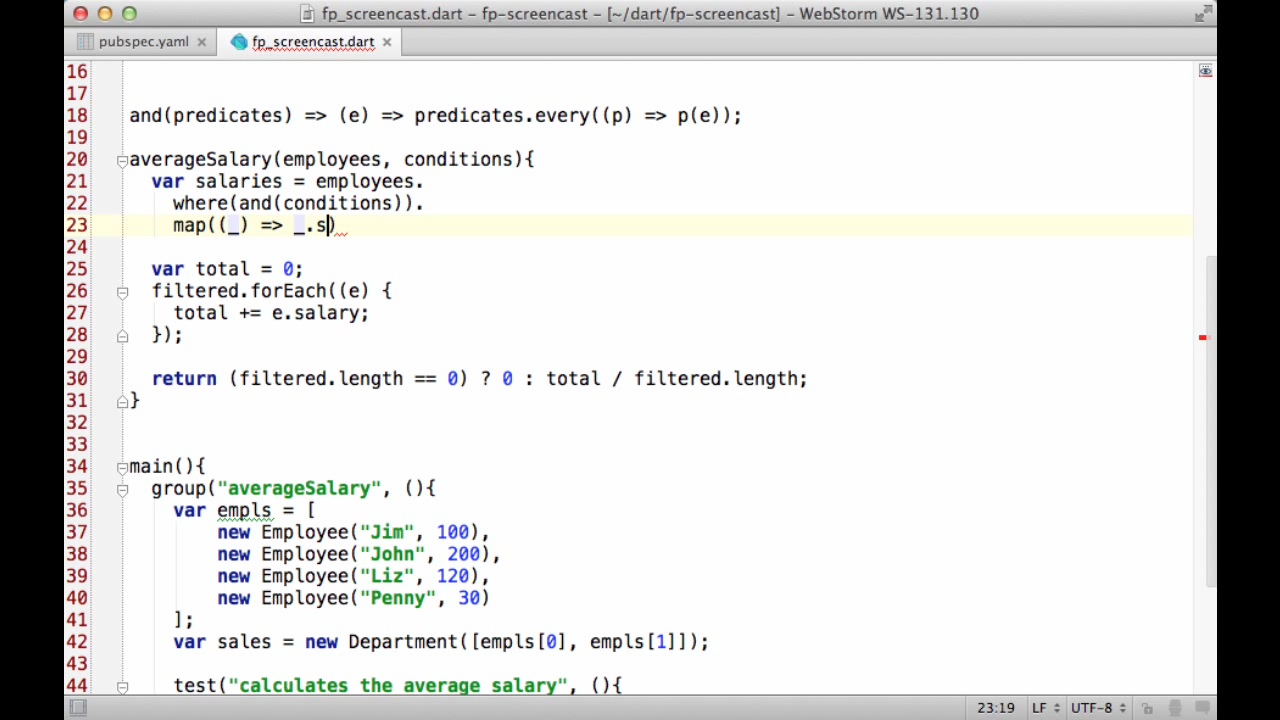 fp_screencast.dart - fp-screencast - [~/dart/fp-screencast] - WebStorm WS-131.130
pubspec.yaml fp_screencast.dart
16
17
18 and(predicates) => (e) => predicates.every((p) => p(e));
19
20 averageSalary(employees, conditions){
21 var salaries = employees.
22 where(and(conditions)).
23 map((_) => _.s)
24
25 var total = 0;
26 filtered.forEach((e) {
27 total += e.salary;
28 });
29
30 return (filtered.length == 0) ? 0 : total / filtered.length;
31 }
32
33
34 main(){
35 group("averageSalary", (){
36 var empls = [
37 new Employee("Jim", 100),
38 new Employee("John", 200),
39 new Employee("Liz", 120),
40 new Employee("Penny", 30)
41 ];
42 var sales = new Department([empls[0], empls[1]]);
43
44 test("calculates the average salary", (){
23:19 LF UTF-8